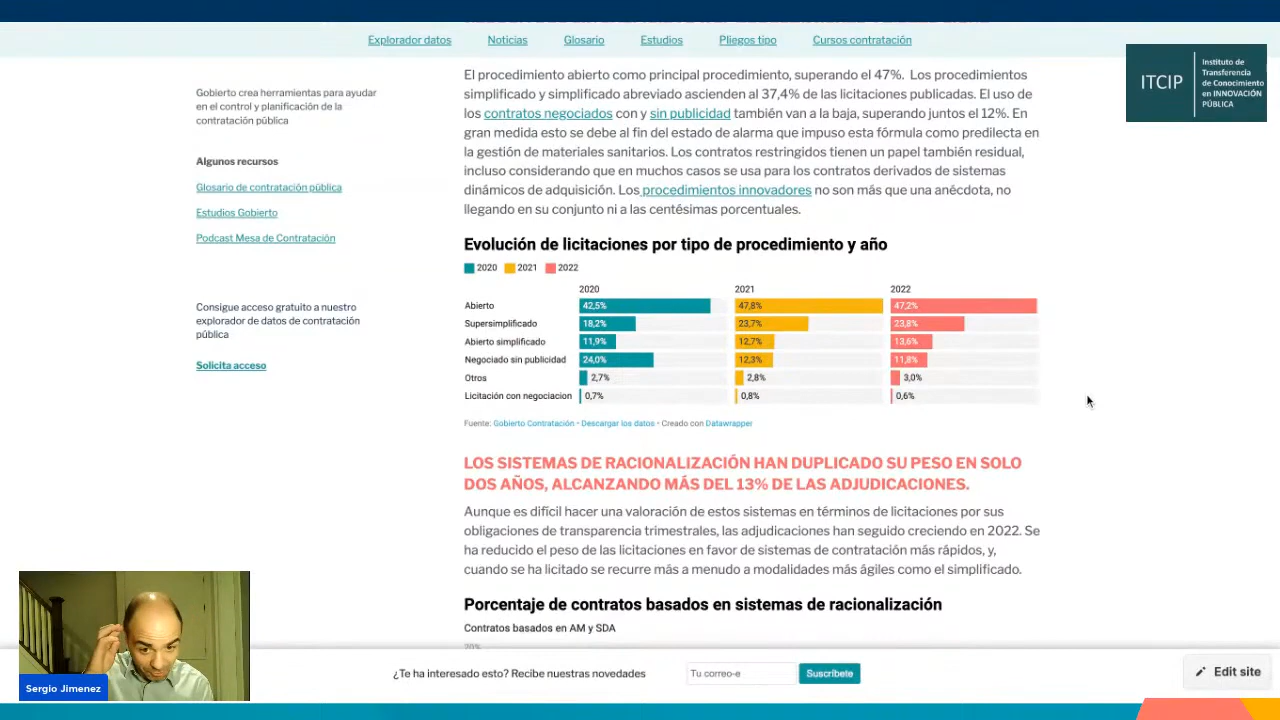 Explorador datos Noticias Glosario Estudios Pliegos tipo Cursos contratación
ITCIP
Instituto de
Transferencia
de Conocimiento
en INNOVACIÓN
PÚBLICA
Gobierto crea herramientas para ayudar
en el control y planificación de la
contratación pública
Algunos recursos
Glosario de contratación pública
Estudios Gobierto
Podcast Mesa de Contratación
Consigue acceso gratuito a nuestro
explorador de datos de contratación
pública
Solicita acceso
El procedimiento abierto como principal procedimiento, superando el 47%. Los procedimientos
simplificado y simplificado abreviado ascienden al 37,4% de las licitaciones publicadas. El uso de
los contratos negociados con y sin publicidad también van a la baja, superando juntos el 12%. En
gran medida esto se debe al fin del estado de alarma que impuso esta fórmula como predilecta en
la gestión de materiales sanitarios. Los contratos restringidos tienen un papel también residual,
incluso considerando que en muchos casos se usa para los contratos derivados de sistemas
dinámicos de adquisición. Los procedimientos innovadores no son más que una anécdota, no
llegando en su conjunto ni a las centésimas porcentuales.
Evolución de licitaciones por tipo de procedimiento y año
2020 2021 2022
2020 2021 2022
Abierto 42,5% 47,8% 47,2%
Supersimplificado 18,2% 23,7% 23,8%
Abierto simplificado 11,9% 12,7% 13,6%
Negociado sin publicidad 24,0% 12,3% 11,8%
Otros 2,7% 2,8% 3,0%
Licitación con negociacion 0,7% 0,8% 0,6%
Fuente: Gobierto Contratación • Descargar los datos • Creado con Datawrapper
LOS SISTEMAS DE RACIONALIZACIÓN HAN DUPLICADO SU PESO EN SOLO
DOS AÑOS, ALCANZANDO MÁS DEL 13% DE LAS ADJUDICACIONES.
Aunque es difícil hacer una valoración de estos sistemas en términos de licitaciones por sus
obligaciones de transparencia trimestrales, las adjudicaciones han seguido creciendo en 2022. Se
ha reducido el peso de las licitaciones en favor de sistemas de contratación más rápidos, y,
cuando se ha licitado se recurre más a menudo a modalidades más ágiles como el simplificado.
Porcentaje de contratos basados en sistemas de racionalización
Contratos basados en AM y SDA
20%
¿Te ha interesado esto? Recibe nuestras novedades Tu correo-e Suscríbete
Edit site
Sergio Jimenez